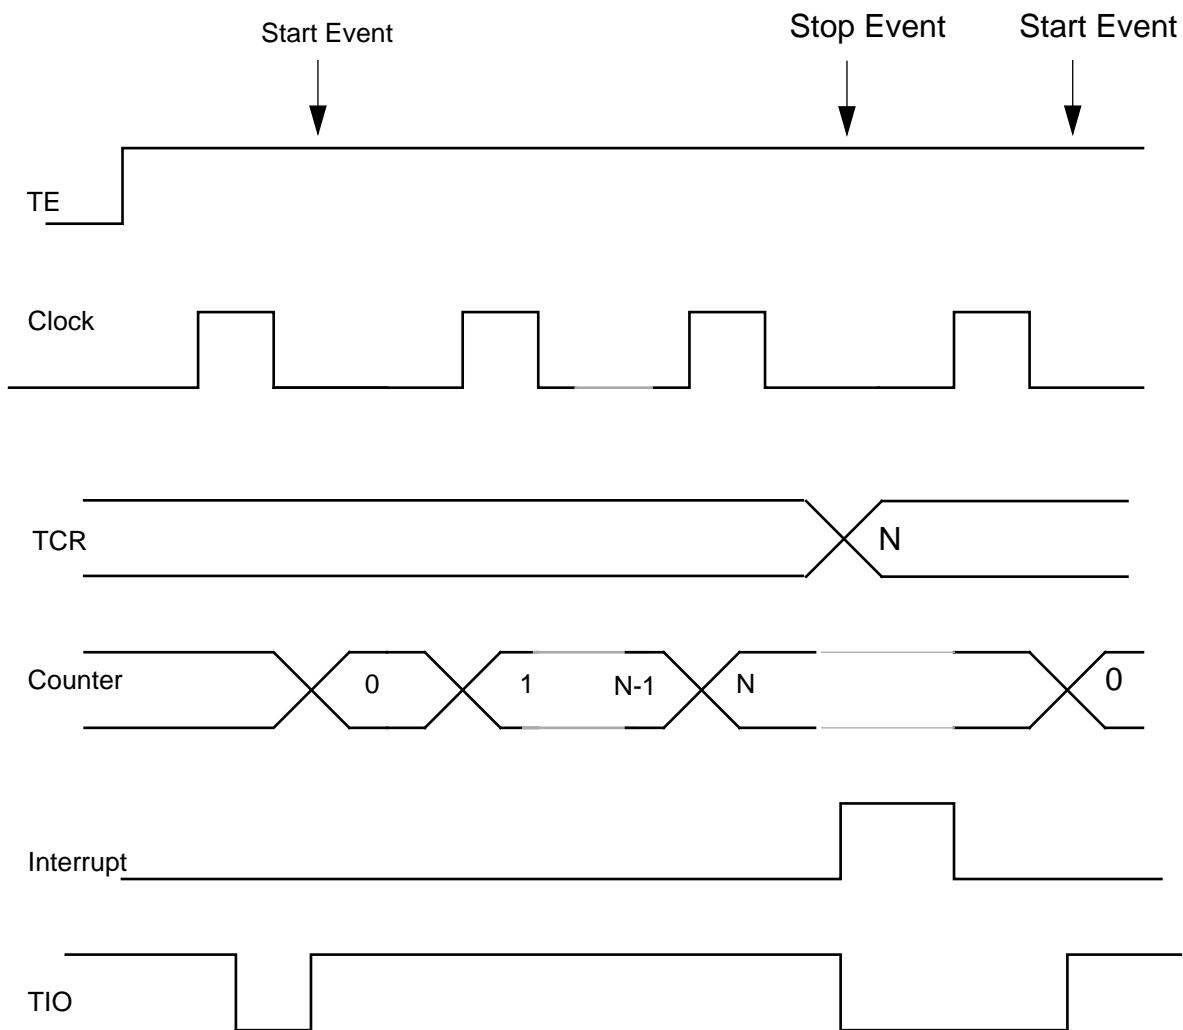 Start Event
Stop Event
Start Event
TE
Clock
TCR
N
Counter
0
1
N-1
N
0
Interrupt
TIO